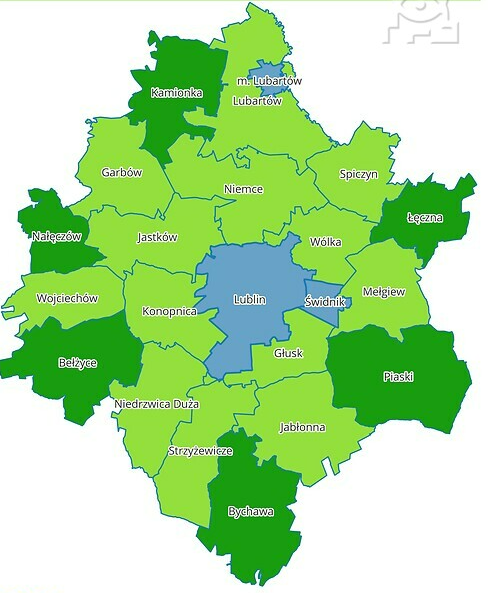 m. Lubartów
Kamionka
Lubartów
Garbów
Spiczyn
Niemce
Łęczna
Nałęczów
Jastków
Wólka
Mełgiew
Wojciechów
Lublin
Świdnik
Konopnica
Głusk
Bełżyce
Piaski
Niedrzwica Duża
Jabłonna
Strzyżewicze
Bychawa